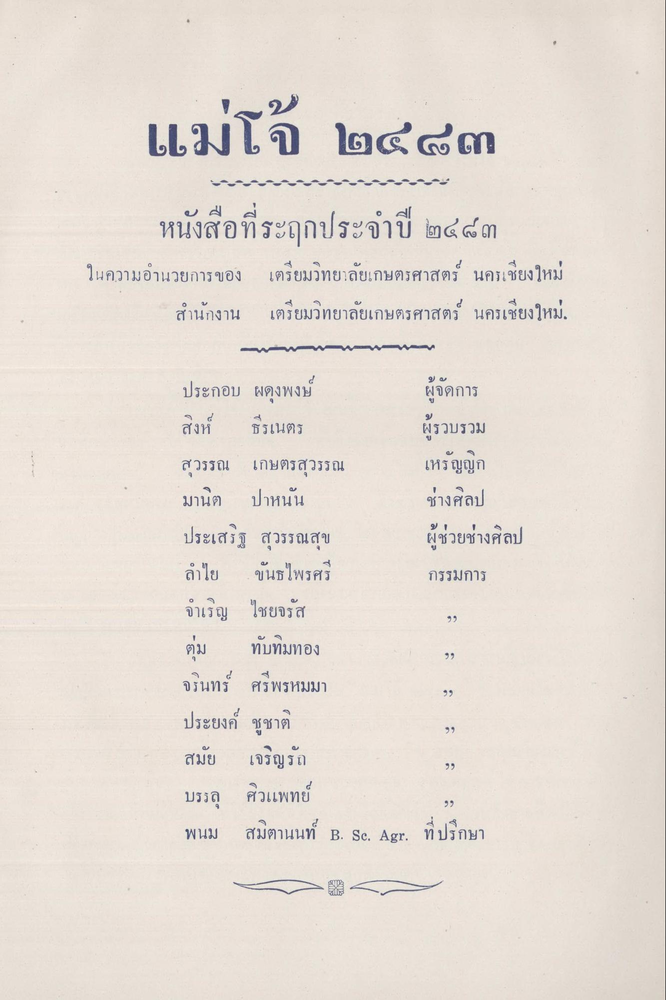 แม่โจ้ ๒๔๘๓
หนังสือที่ระฤกประจำปี ๒๔๘๓
ในความอำนวยการของ เตรียมวิทยาลัยเกษตรศาสตร์ นครเชียงใหม่
สำนักงาน เตรียมวิทยาลัยเกษตรศาสตร์ นครเชียงใหม่.
ประกอบ ผดุงพงษ์ ผู้จัดการ
สิงห์ ธีรเนตร ผู้รวบรวม
สุวรรณ เกษตรสุวรรณ เหรัญญิก
มานิต ปาหนัน ช่างศิลป
ประเสริฐ สุวรรณสุข ผู้ช่วยช่างศิลป
ลำไย ขันธไพรศรี กรรมการ
จำเริญ ไชยจรัส ,,
ตุ่ม ทับทิมทอง ,,
จรินทร์ ศรีพรหมมา ,,
ประยงค์ ชูชาติ ,,
สมัย เจริญรัถ ,,
บรรลุ ศิวแพทย์ ,,
พนม สมิตานนท์ B. Sc. Agr. ที่ปรึกษา